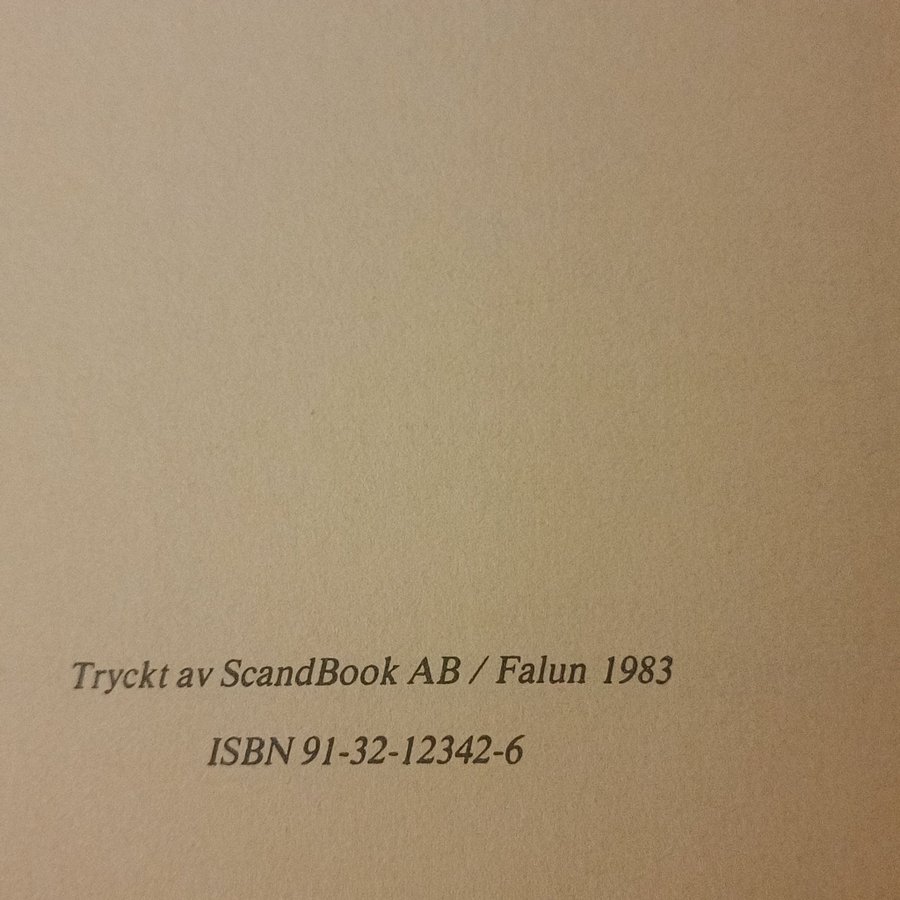 Tryckt av ScandBook AB / Falun 1983
ISBN 91-32-12342-6